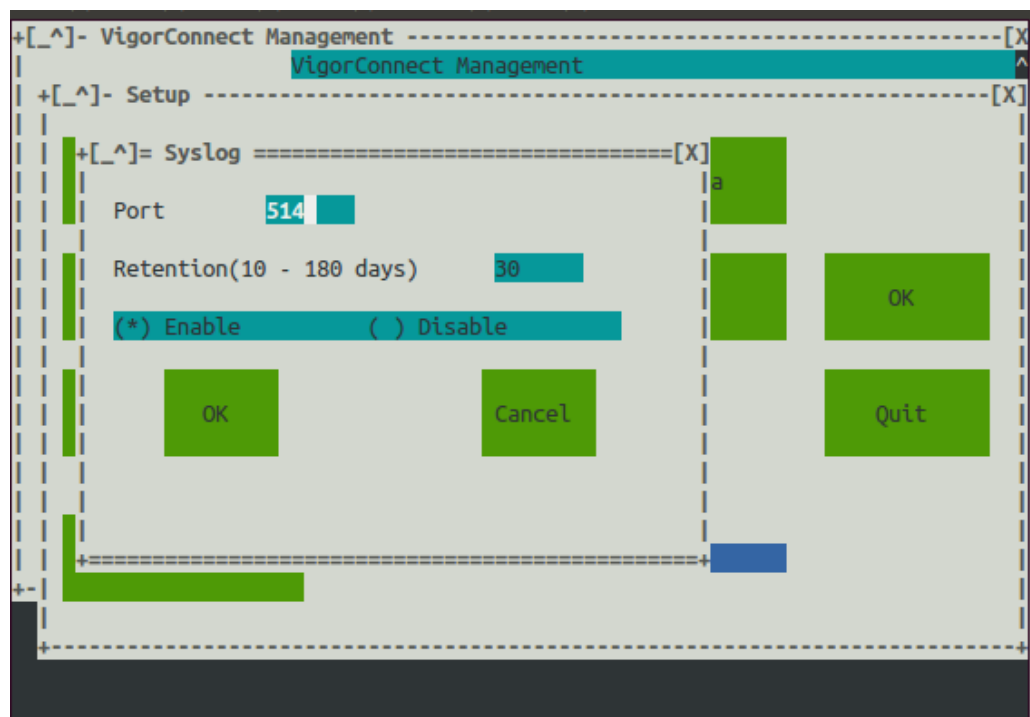 +[_^]- VigorConnect Management -----------------------------------------------[X
VigorConnect Management ^
+[_^]- Setup --------------------------------------------------------------[X]
+[_^]= Syslog =================================[X]
a
Port 514
Retention(10 - 180 days) 30
OK
(*) Enable ( ) Disable
OK Cancel Quit